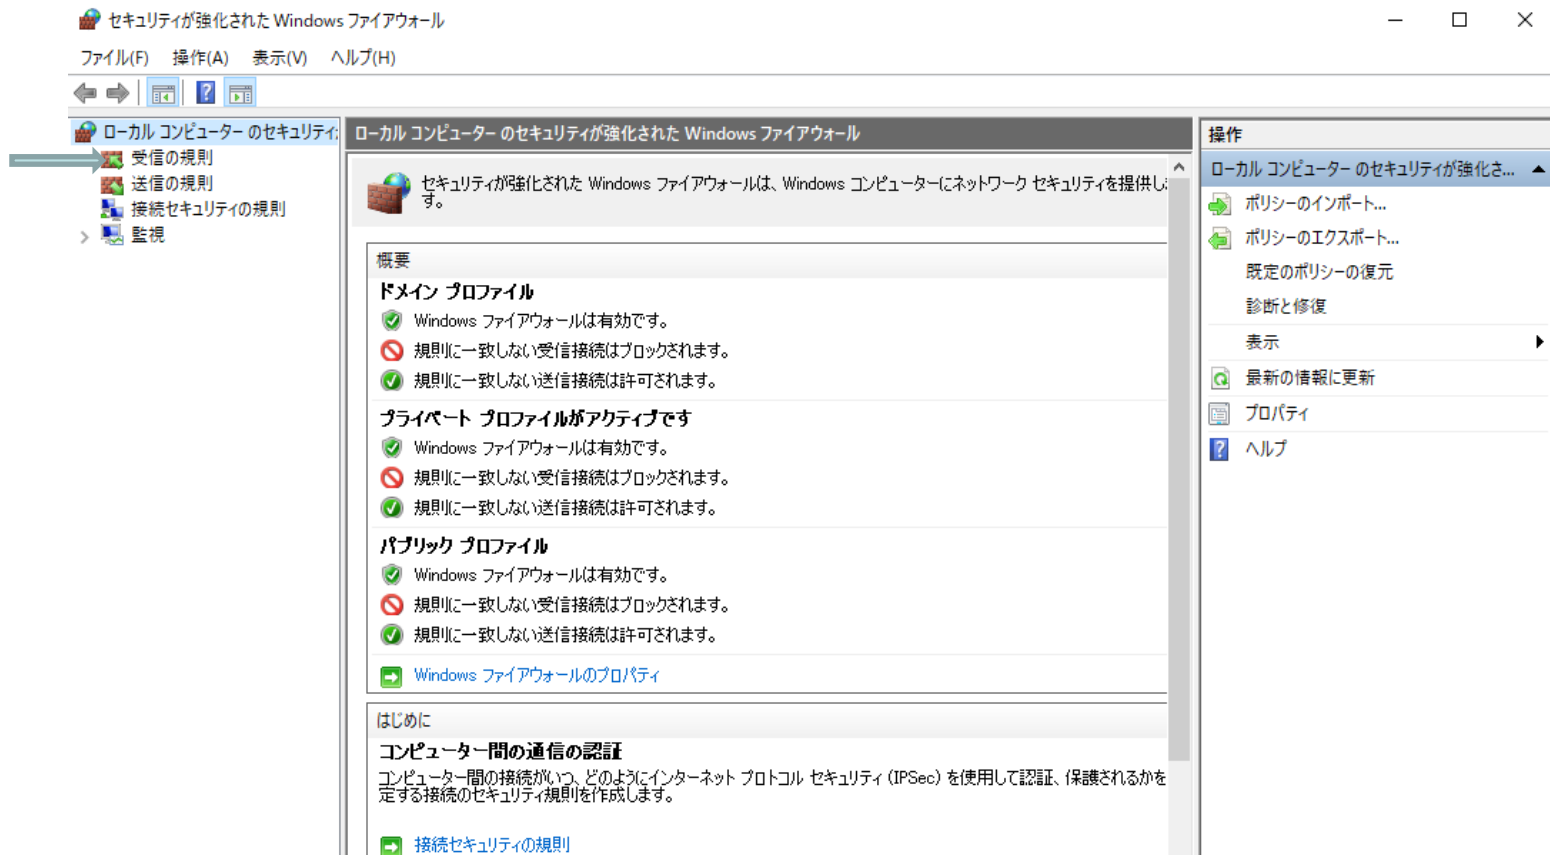 セキュリティが強化された Windows ファイアウォール
ファイル(F) 操作(A) 表示(V) ヘルプ(H)
ローカル コンピューター のセキュリティ
受信の規則
送信の規則
接続セキュリティの規則
監視
ローカル コンピューター のセキュリティが強化された Windows ファイアウォール
セキュリティが強化された Windows ファイアウォールは、Windows コンピューターにネットワーク セキュリティを提供し
す。
概要
ドメイン プロファイル
Windows ファイアウォールは有効です。
規則に一致しない受信接続はブロックされます。
規則に一致しない送信接続は許可されます。
プライベート プロファイルがアクティブです
Windows ファイアウォールは有効です。
規則に一致しない受信接続はブロックされます。
規則に一致しない送信接続は許可されます。
パブリック プロファイル
Windows ファイアウォールは有効です。
規則に一致しない受信接続はブロックされます。
規則に一致しない送信接続は許可されます。
Windows ファイアウォールのプロパティ
はじめに
コンピューター間の通信の認証
コンピューター間の接続がいつ、どのようにインターネット プロトコル セキュリティ (IPSec) を使用して認証、保護されるかを
定する接続のセキュリティ規則を作成します。
接続セキュリティの規則
操作
ローカル コンピューター のセキュリティが強化さ...
ポリシーのインポート...
ポリシーのエクスポート...
既定のポリシーの復元
診断と修復
表示
最新の情報に更新
プロパティ
ヘルプ